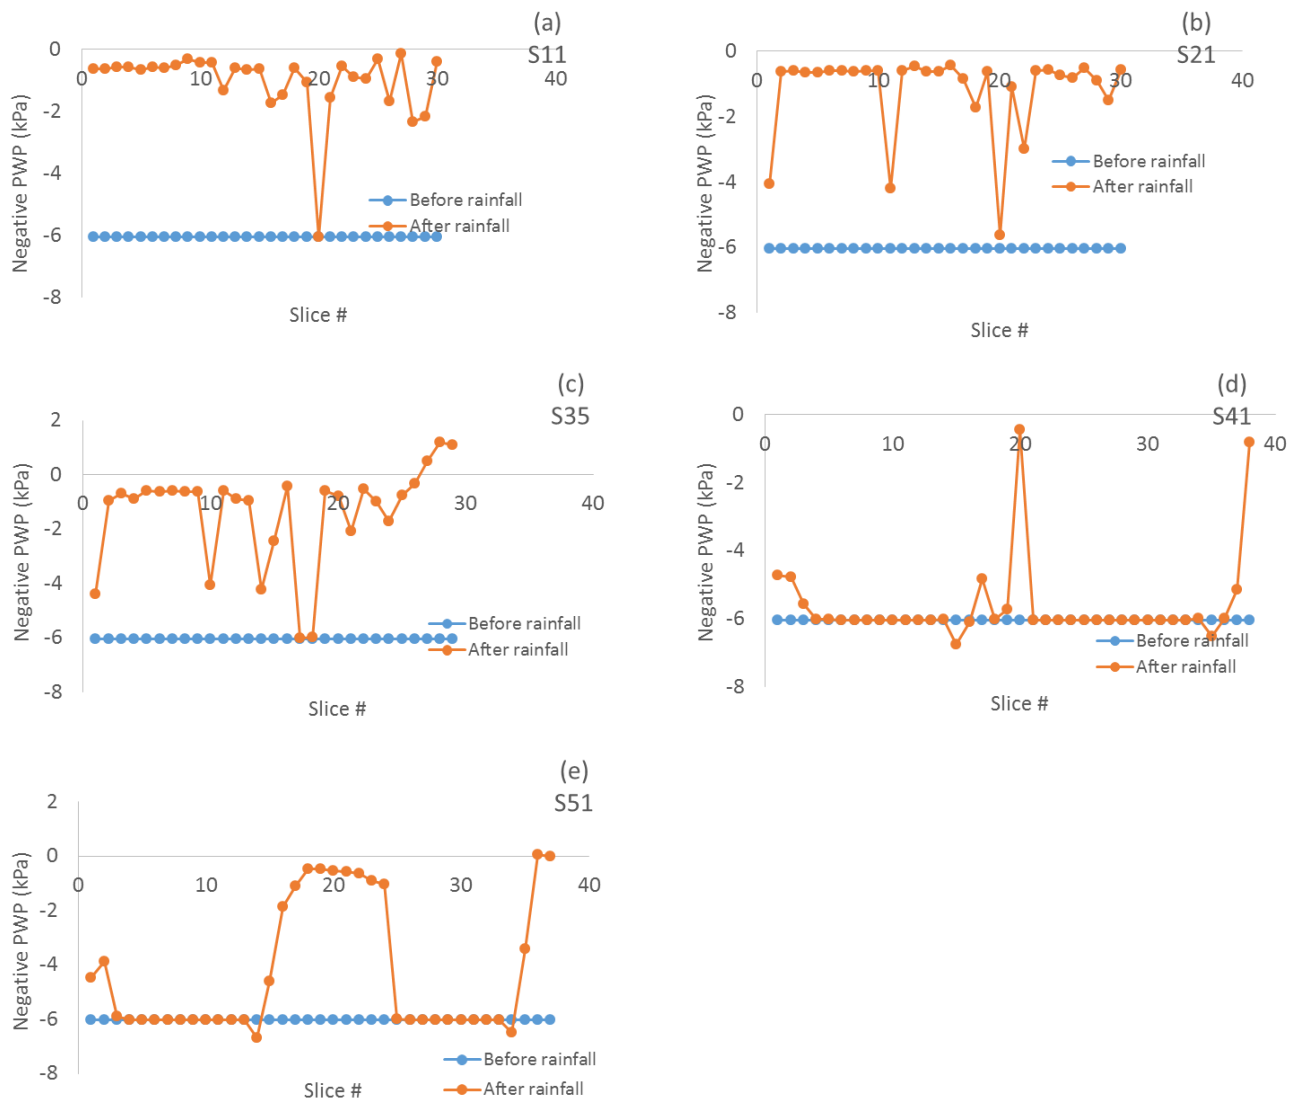 (a)
S11
0
0 10 20 30 40
-2
-4
-6
-8
Negative PWP (kPa)
Before rainfall
After rainfall
Slice #
(b)
S21
0
0 10 20 30 40
-2
-4
-6
-8
Negative PWP (kPa)
Before rainfall
After rainfall
Slice #
(c)
S35
2
0
0 10 20 30 40
-2
-4
-6
-8
Negative PWP (kPa)
Before rainfall
After rainfall
Slice #
(d)
S41
0
0 10 20 30 40
-2
-4
-6
-8
Negative PWP (kPa)
Before rainfall
After rainfall
Slice #
(e)
S51
2
0
0 10 20 30 40
-2
-4
-6
-8
Negative PWP (kPa)
Before rainfall
After rainfall
Slice #